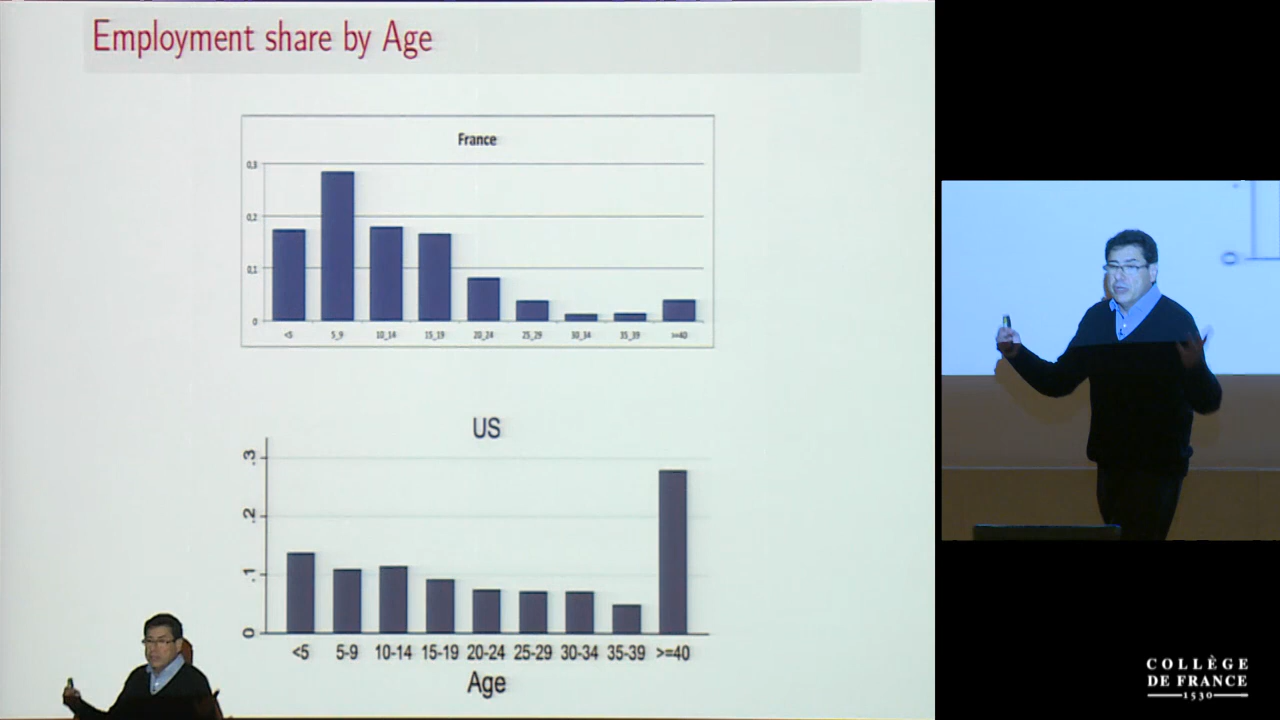 Employment share by Age
France
0,3
0,2
0,1
0
<5 5_9 10_14 15_19 20_24 25_29 30_34 35_39 >=40
US
.3
.2
.1
0
<5 5-9 10-14 15-19 20-24 25-29 30-34 35-39 >=40
Age
0
COLLÈGE
DE FRANCE
1530